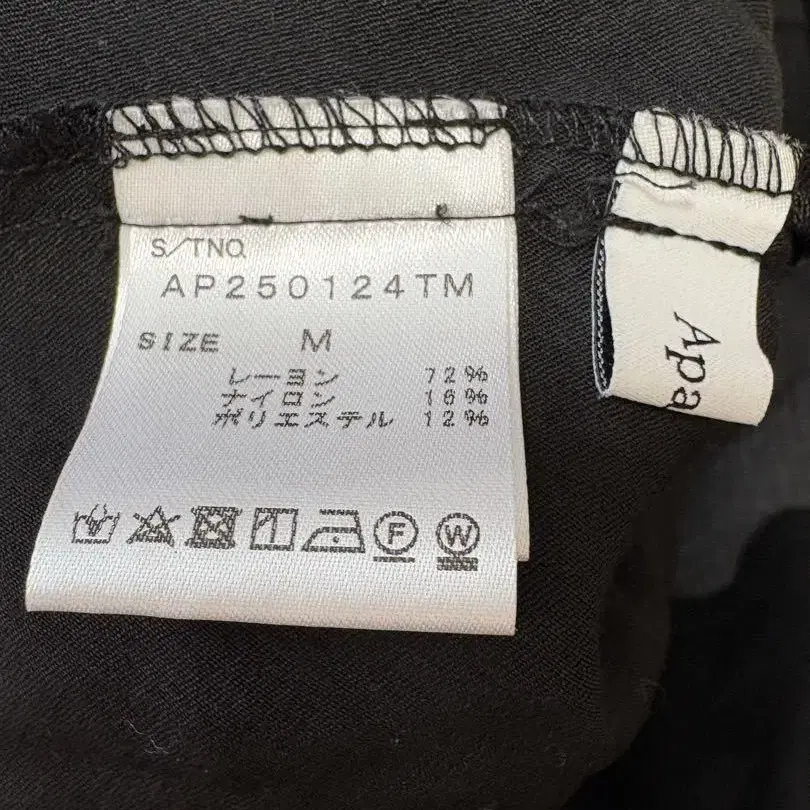 S/TNO.
AP250124TM
SIZE M
レーヨン 72%
ナイロン 16%
ポリエステル 12%
F
W
Apa